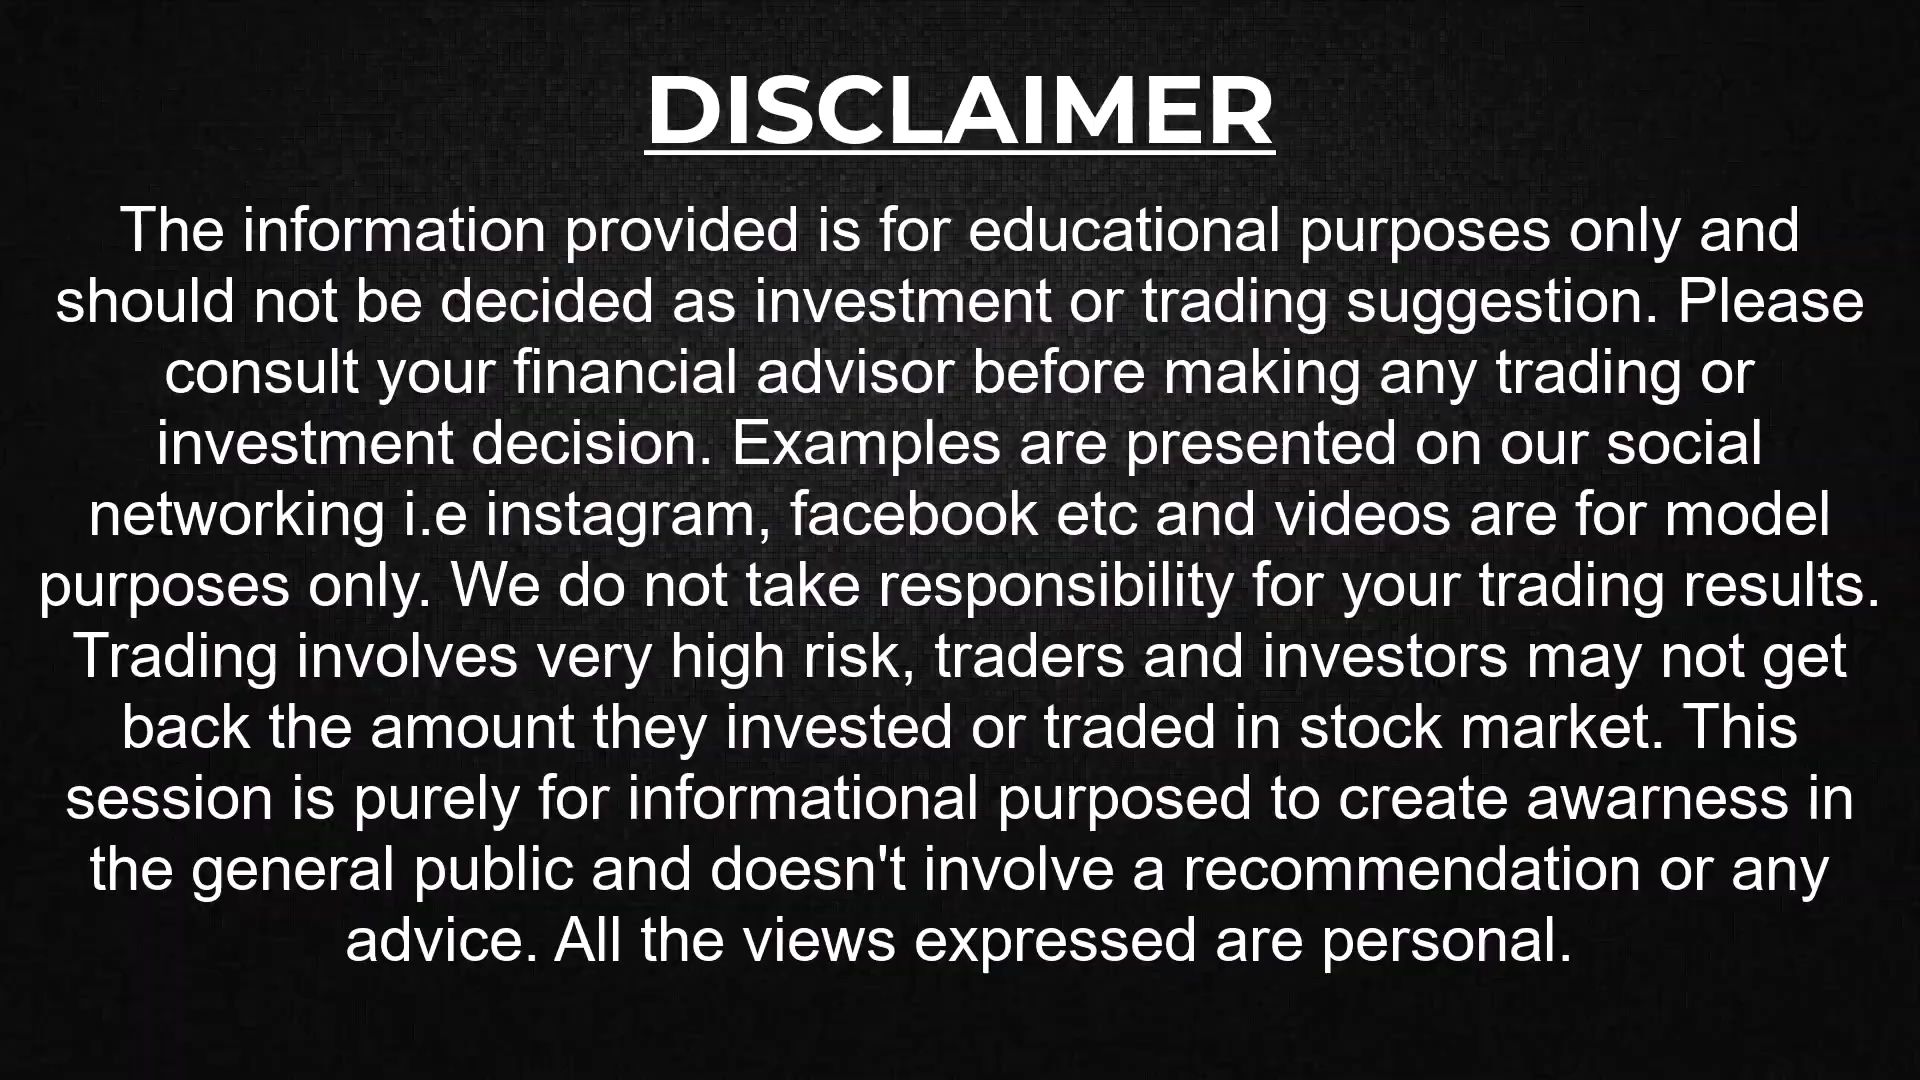 DISCLAIMER
The information provided is for educational purposes only and
should not be decided as investment or trading suggestion. Please
consult your financial advisor before making any trading or
investment decision. Examples are presented on our social
networking i.e instagram, facebook etc and videos are for model
purposes only. We do not take responsibility for your trading results.
Trading involves very high risk, traders and investors may not get
back the amount they invested or traded in stock market. This
session is purely for informational purposed to create awarness in
the general public and doesn't involve a recommendation or any
advice. All the views expressed are personal.